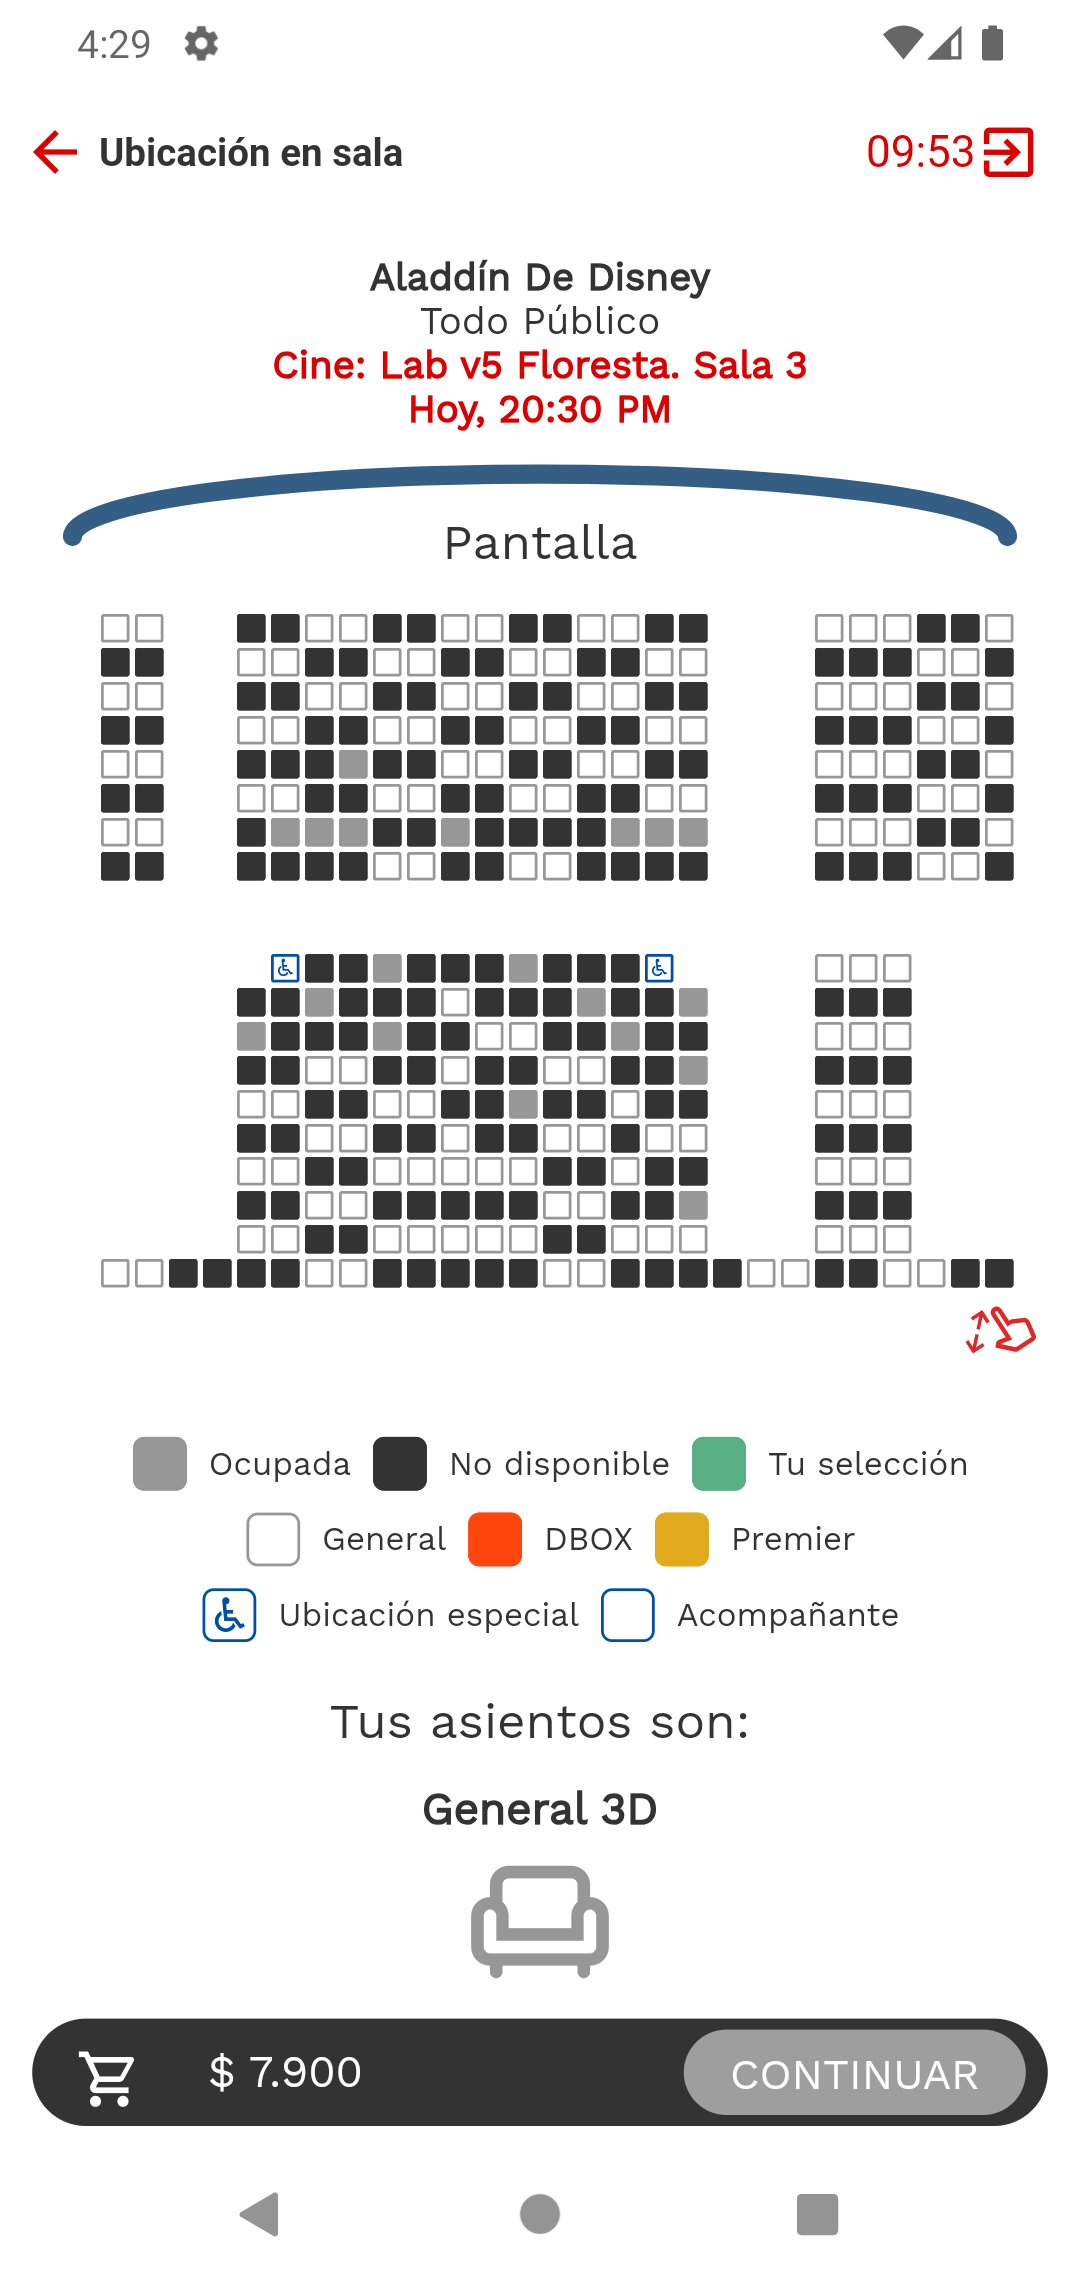 4:29
Ubicación en sala
09:53
Aladdín De Disney
Todo Público
Cine: Lab v5 Floresta. Sala 3
Hoy, 20:30 PM
Pantalla
Ocupada No disponible Tu selección
General DBOX Premier
Ubicación especial Acompañante
Tus asientos son:
General 3D
$ 7.900
CONTINUAR